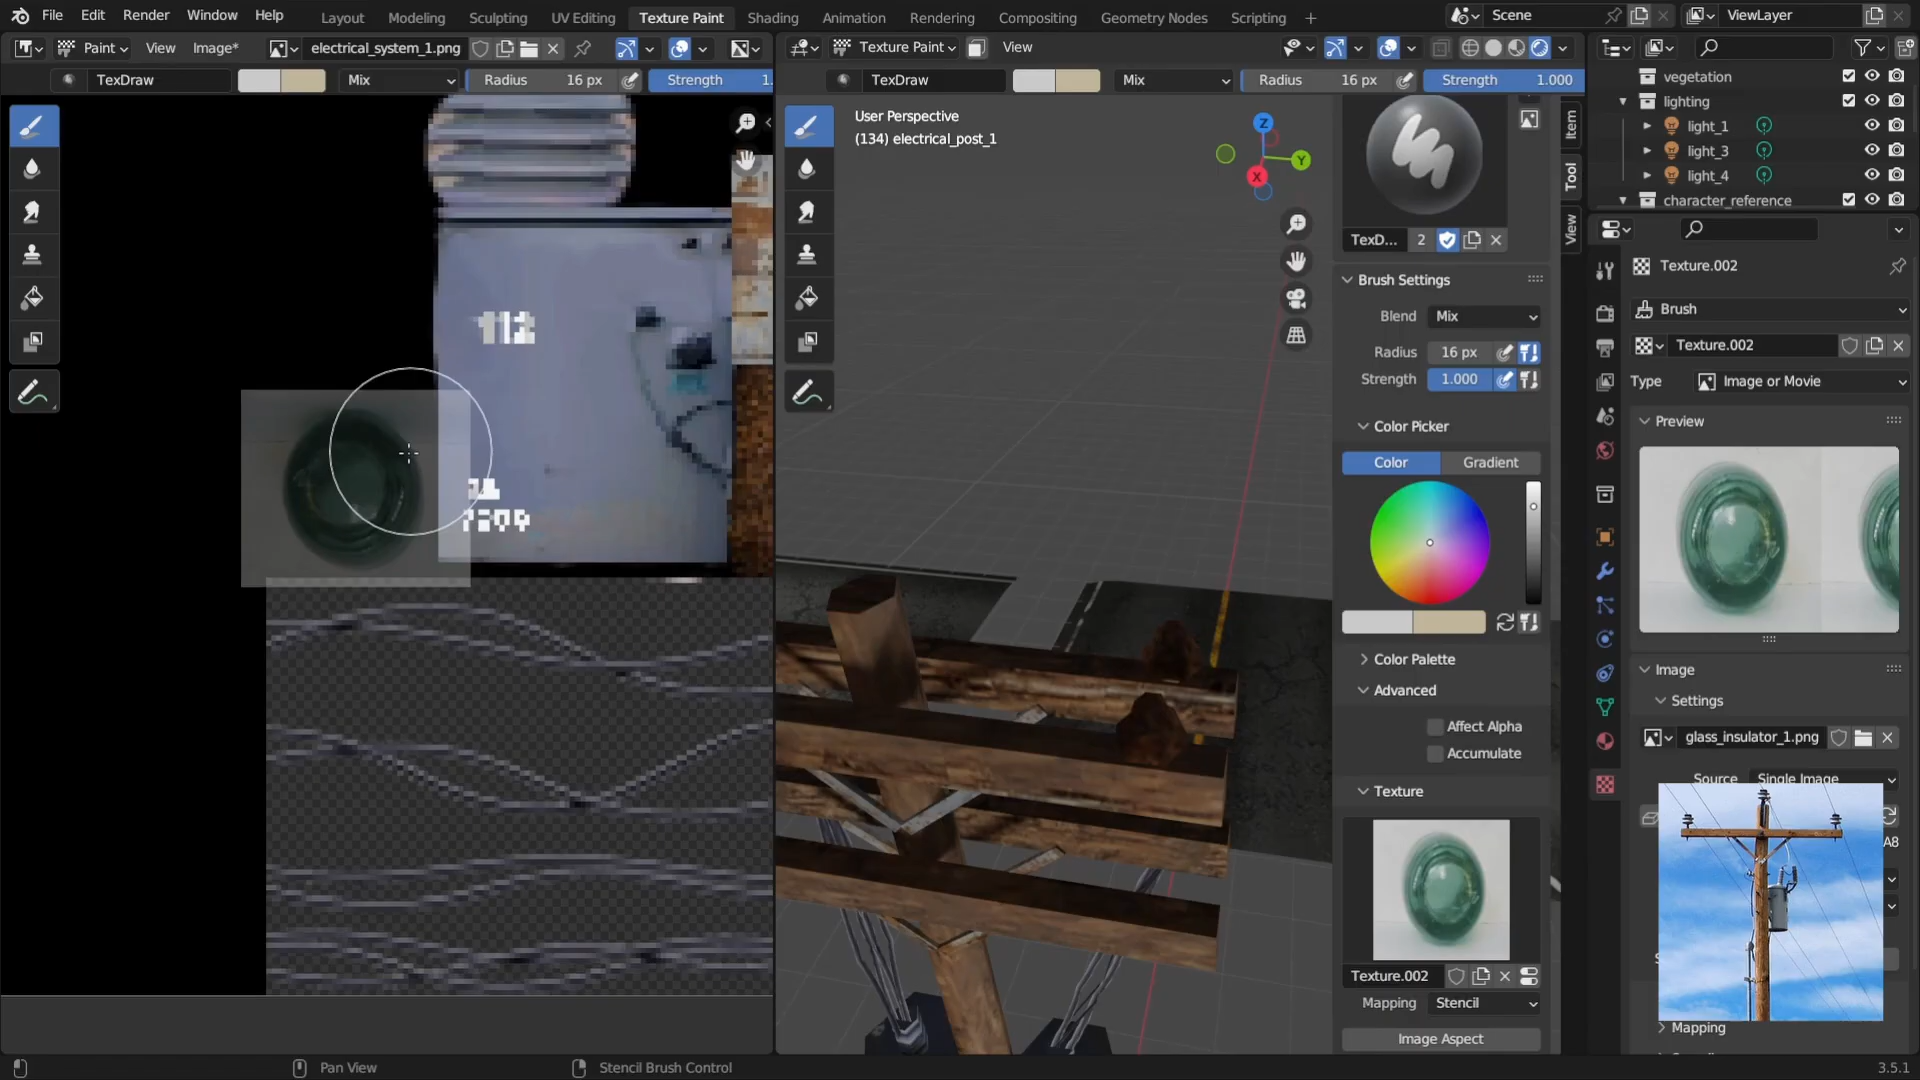 File Edit Render Window Help Layout Modeling Sculpting UV Editing Texture Paint Shading Animation Rendering Compositing Geometry Nodes Scripting + Scene ViewLayer
Paint View Image* electrical_system_1.png Texture Paint View
TexDraw Mix Radius 16 px Strength 1. TexDraw Mix Radius 16 px Strength 1.000
User Perspective
(134) electrical_post_1
Z
Y
X
Item
Tool
View
TexD... 2
Brush Settings
Blend Mix
Radius 16 px
Strength 1.000
Color Picker
Color Gradient
Color Palette
Advanced
Affect Alpha
Accumulate
Texture
Texture.002
Mapping Stencil
Image Aspect
vegetation
lighting
light_1
light_3
light_4
character_reference
Texture.002
Brush
Texture.002
Type Image or Movie
Preview
Image
Settings
glass_insulator_1.png
Source Single Image
A8
Mapping
Pan View Stencil Brush Control 3.5.1